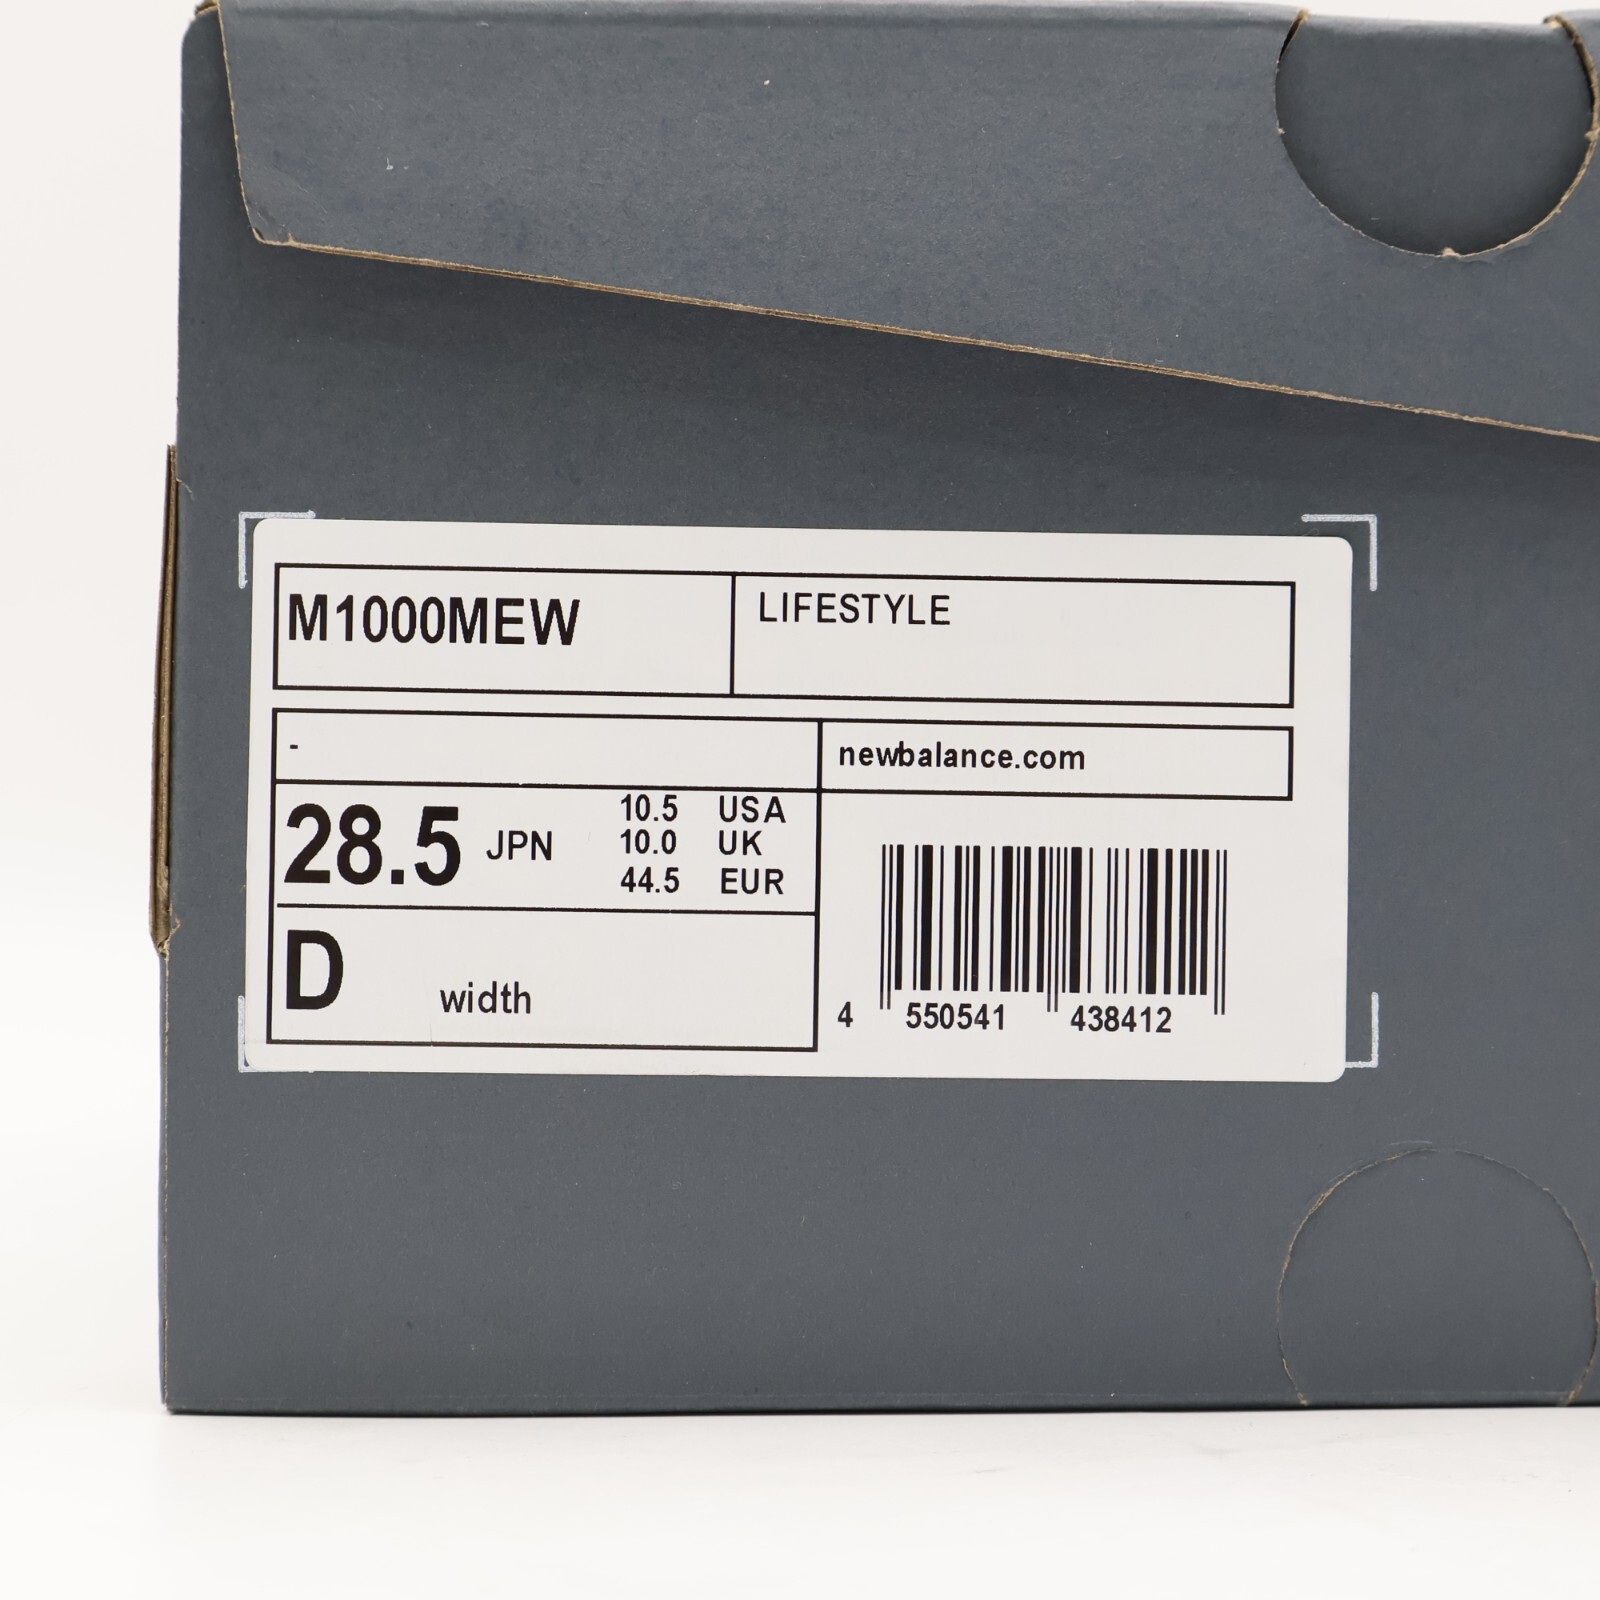 M1000MEW
LIFESTYLE
-
newbalance.com
28.5 JPN
10.5 USA
10.0 UK
44.5 EUR
D width
4 550541 438412